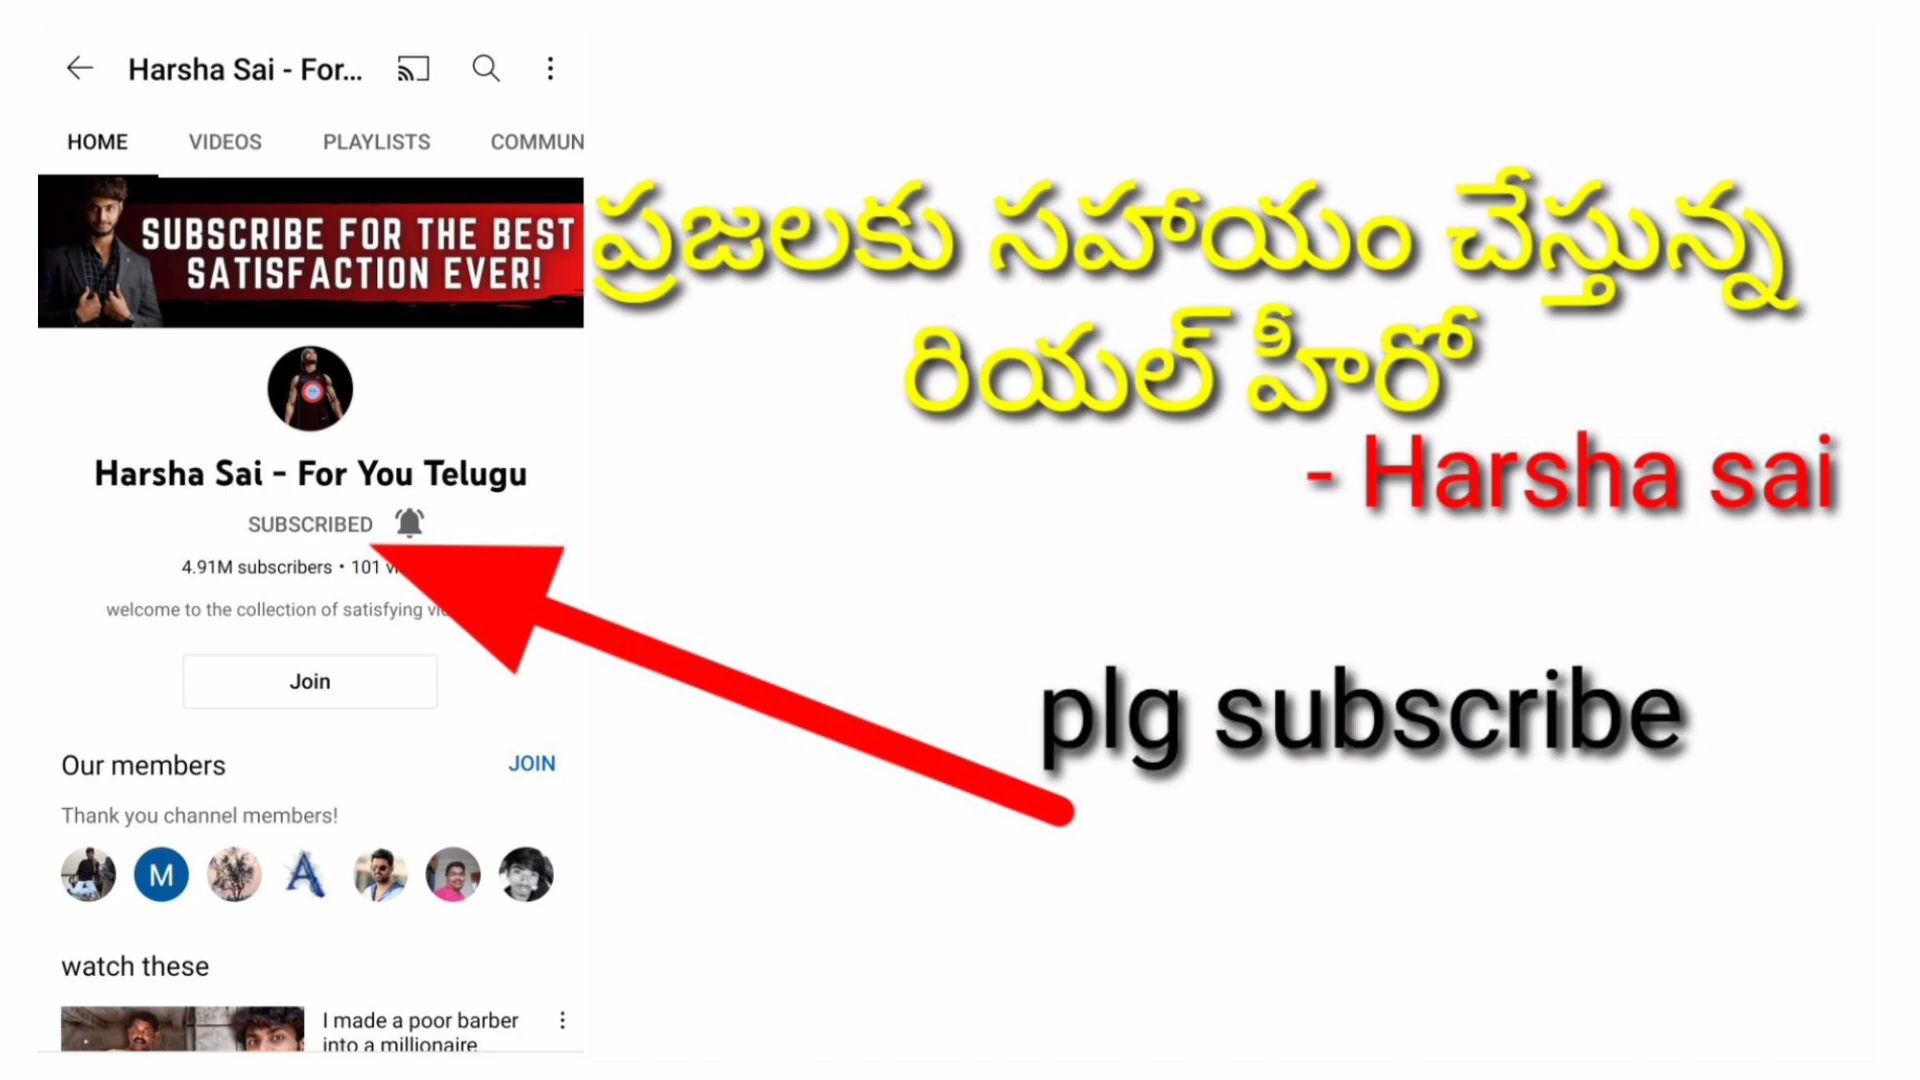 Harsha Sai - For...
HOME VIDEOS PLAYLISTS COMMUN
SUBSCRIBE FOR THE BEST
SATISFACTION EVER!
Harsha Sai - For You Telugu
SUBSCRIBED
4.91M subscribers • 101
welcome to the collection of satisfying
Join
Our members JOIN
Thank you channel members!
M
A
watch these
I made a poor barber
into a millionaire
ప్రజలకు సహాయం చేస్తున్న
రియల్ హీరో
- Harsha sai
plg subscribe